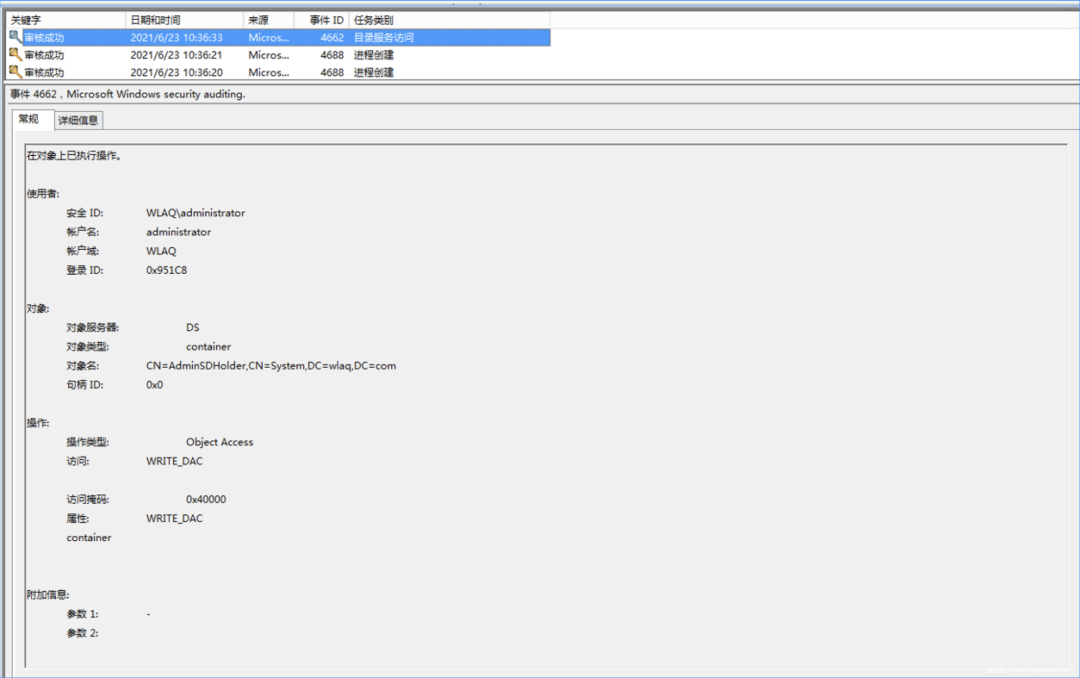 关键字 日期和时间 来源 事件 ID 任务类别
审核成功 2021/6/23 10:36:33 Micros... 4662 目录服务访问
审核成功 2021/6/23 10:36:21 Micros... 4688 进程创建
审核成功 2021/6/23 10:36:20 Micros... 4688 进程创建
事件 4662，Microsoft Windows security auditing.
常规 详细信息
在对象上已执行操作。
使用者:
安全 ID: WLAQ\administrator
帐户名: administrator
帐户域: WLAQ
登录 ID: 0x951C8
对象:
对象服务器: DS
对象类型: container
对象名: CN=AdminSDHolder,CN=System,DC=wlaq,DC=com
句柄 ID: 0x0
操作:
操作类型: Object Access
访问: WRITE_DAC
访问掩码: 0x40000
属性: WRITE_DAC
container
附加信息:
参数 1: -
参数 2: